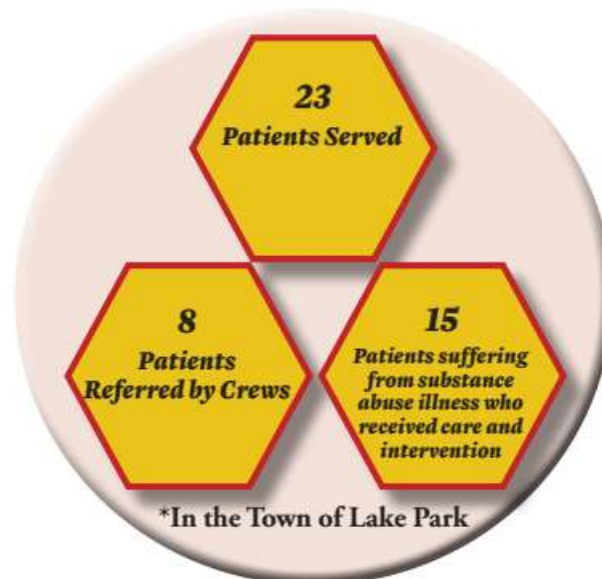 23
Patients Served
8
Patients
Referred by Crews
15
Patients suffering
from substance
abuse illness who
received care and
intervention
*In the Town of Lake Park